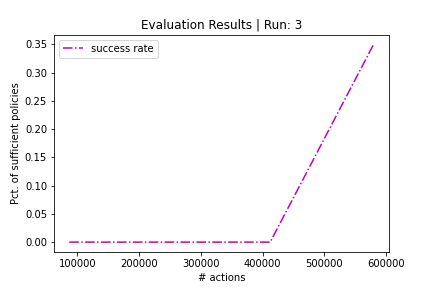 Evaluation Results | Run: 3
success rate
Pct. of sufficient policies
0.35
0.30
0.25
0.20
0.15
0.10
0.05
0.00
100000 200000 300000 400000 500000 600000
# actions